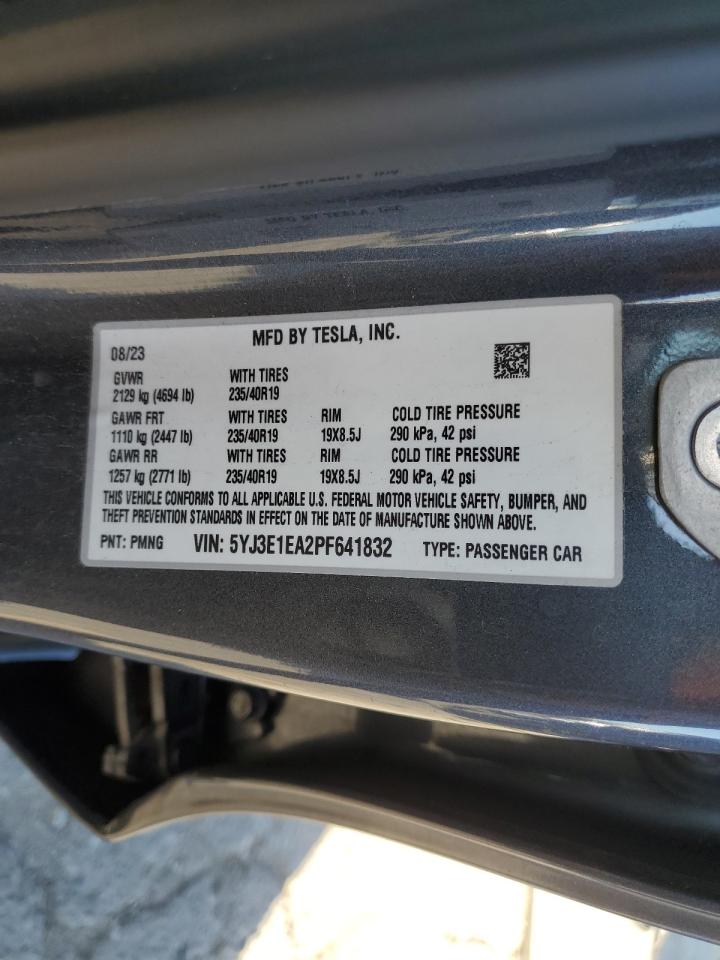 MFD BY TESLA, INC.
08/23
GVWR WITH TIRES
2129 kg (4694 lb) 235/40R19
GAWR FRT WITH TIRES RIM COLD TIRE PRESSURE
1110 kg (2447 lb) 235/40R19 19X8.5J 290 kPa, 42 psi
GAWR RR WITH TIRES RIM COLD TIRE PRESSURE
1257 kg (2771 lb) 235/40R19 19X8.5J 290 kPa, 42 psi
THIS VEHICLE CONFORMS TO ALL APPLICABLE U.S. FEDERAL MOTOR VEHICLE SAFETY, BUMPER, AND
THEFT PREVENTION STANDARDS IN EFFECT ON THE DATE OF MANUFACTURE SHOWN ABOVE.
PNT: PMNG VIN: 5YJ3E1EA2PF641832 TYPE: PASSENGER CAR